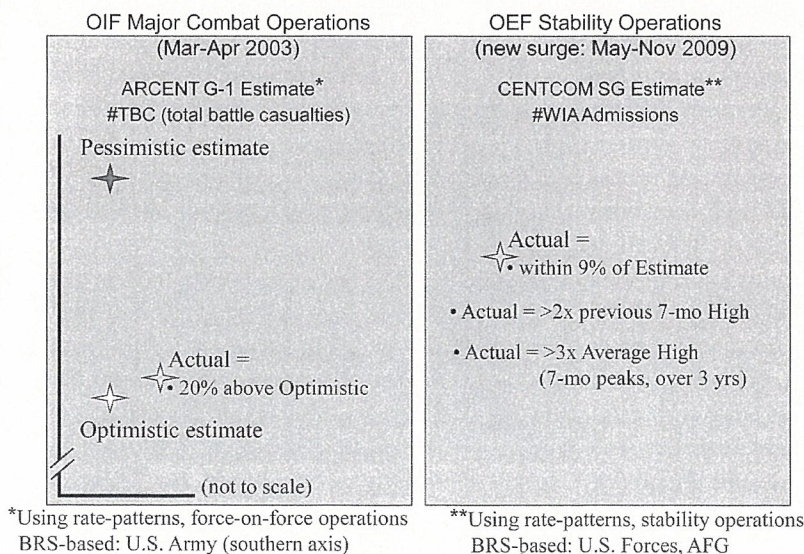 OIF Major Combat Operations
(Mar-Apr 2003)
ARCENT G-1 Estimate*
#TBC (total battle casualties)
Pessimistic estimate
Actual =
• 20% above Optimistic
Optimistic estimate
(not to scale)
*Using rate-patterns, force-on-force operations
BRS-based: U.S. Army (southern axis)
OEF Stability Operations
(new surge: May-Nov 2009)
CENTCOM SG Estimate**
#WIA Admissions
Actual =
• within 9% of Estimate
• Actual = >2x previous 7-mo High
• Actual = >3x Average High
(7-mo peaks, over 3 yrs)
**Using rate-patterns, stability operations
BRS-based: U.S. Forces, AFG